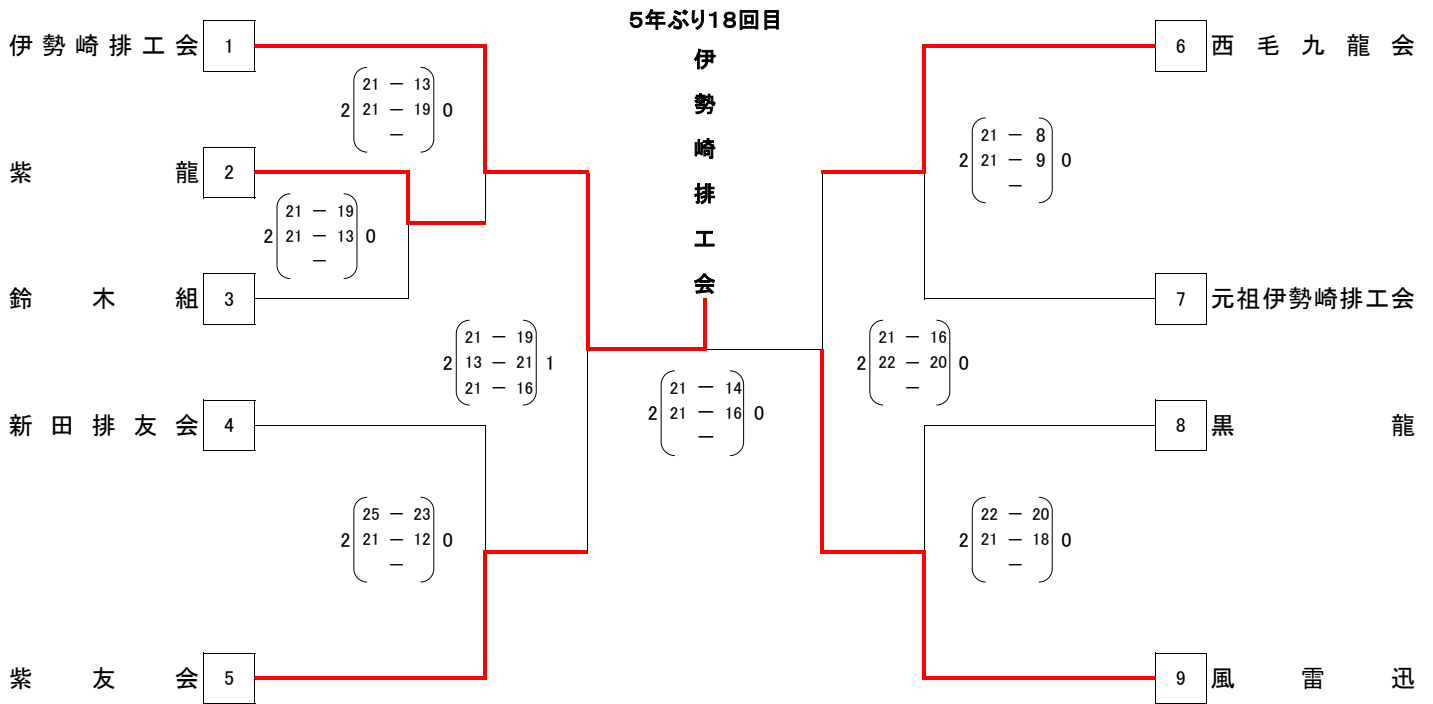 5年ぶり18回目
伊勢崎排工会
伊勢崎排工会 1
21 － 13
2 21 － 19 0
－
紫龍 2
21 － 19
2 21 － 13 0
－
鈴木組 3
21 － 19
2 13 － 21 1
21 － 16
新田排友会 4
25 － 23
2 21 － 12 0
－
紫友会 5
21 － 14
2 21 － 16 0
－
6 西毛九龍会
21 － 8
2 21 － 9 0
－
7 元祖伊勢崎排工会
21 － 16
2 22 － 20 0
－
8 黒龍
22 － 20
2 21 － 18 0
－
9 風雷迅